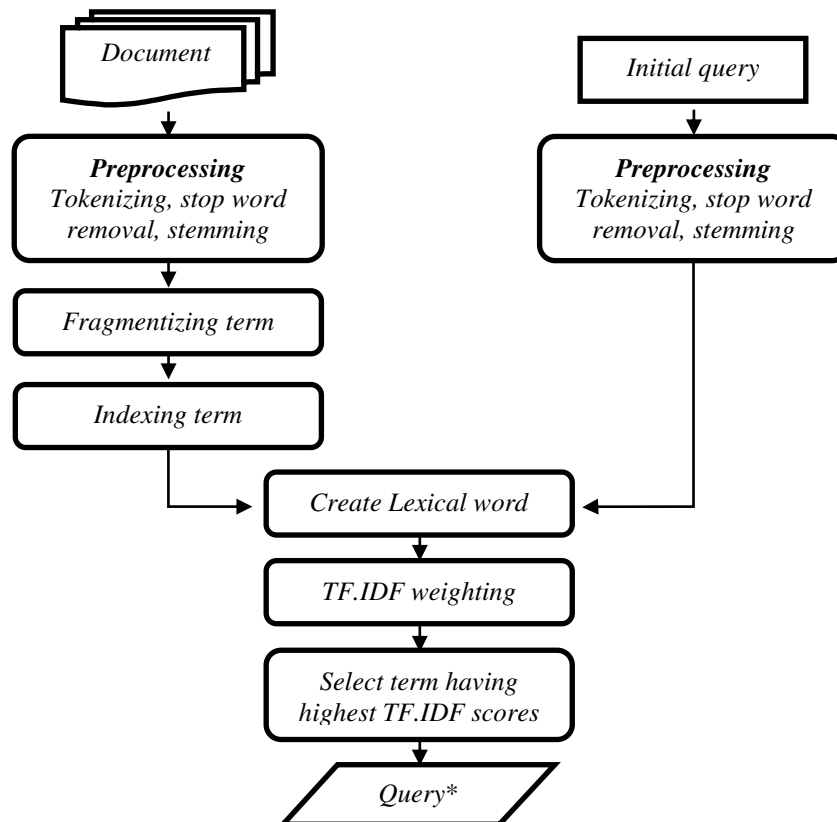 Document
Initial query
Preprocessing
Tokenizing, stop word
removal, stemming
Preprocessing
Tokenizing, stop word
removal, stemming
Fragmentizing term
Indexing term
Create Lexical word
TF.IDF weighting
Select term having
highest TF.IDF scores
Query*